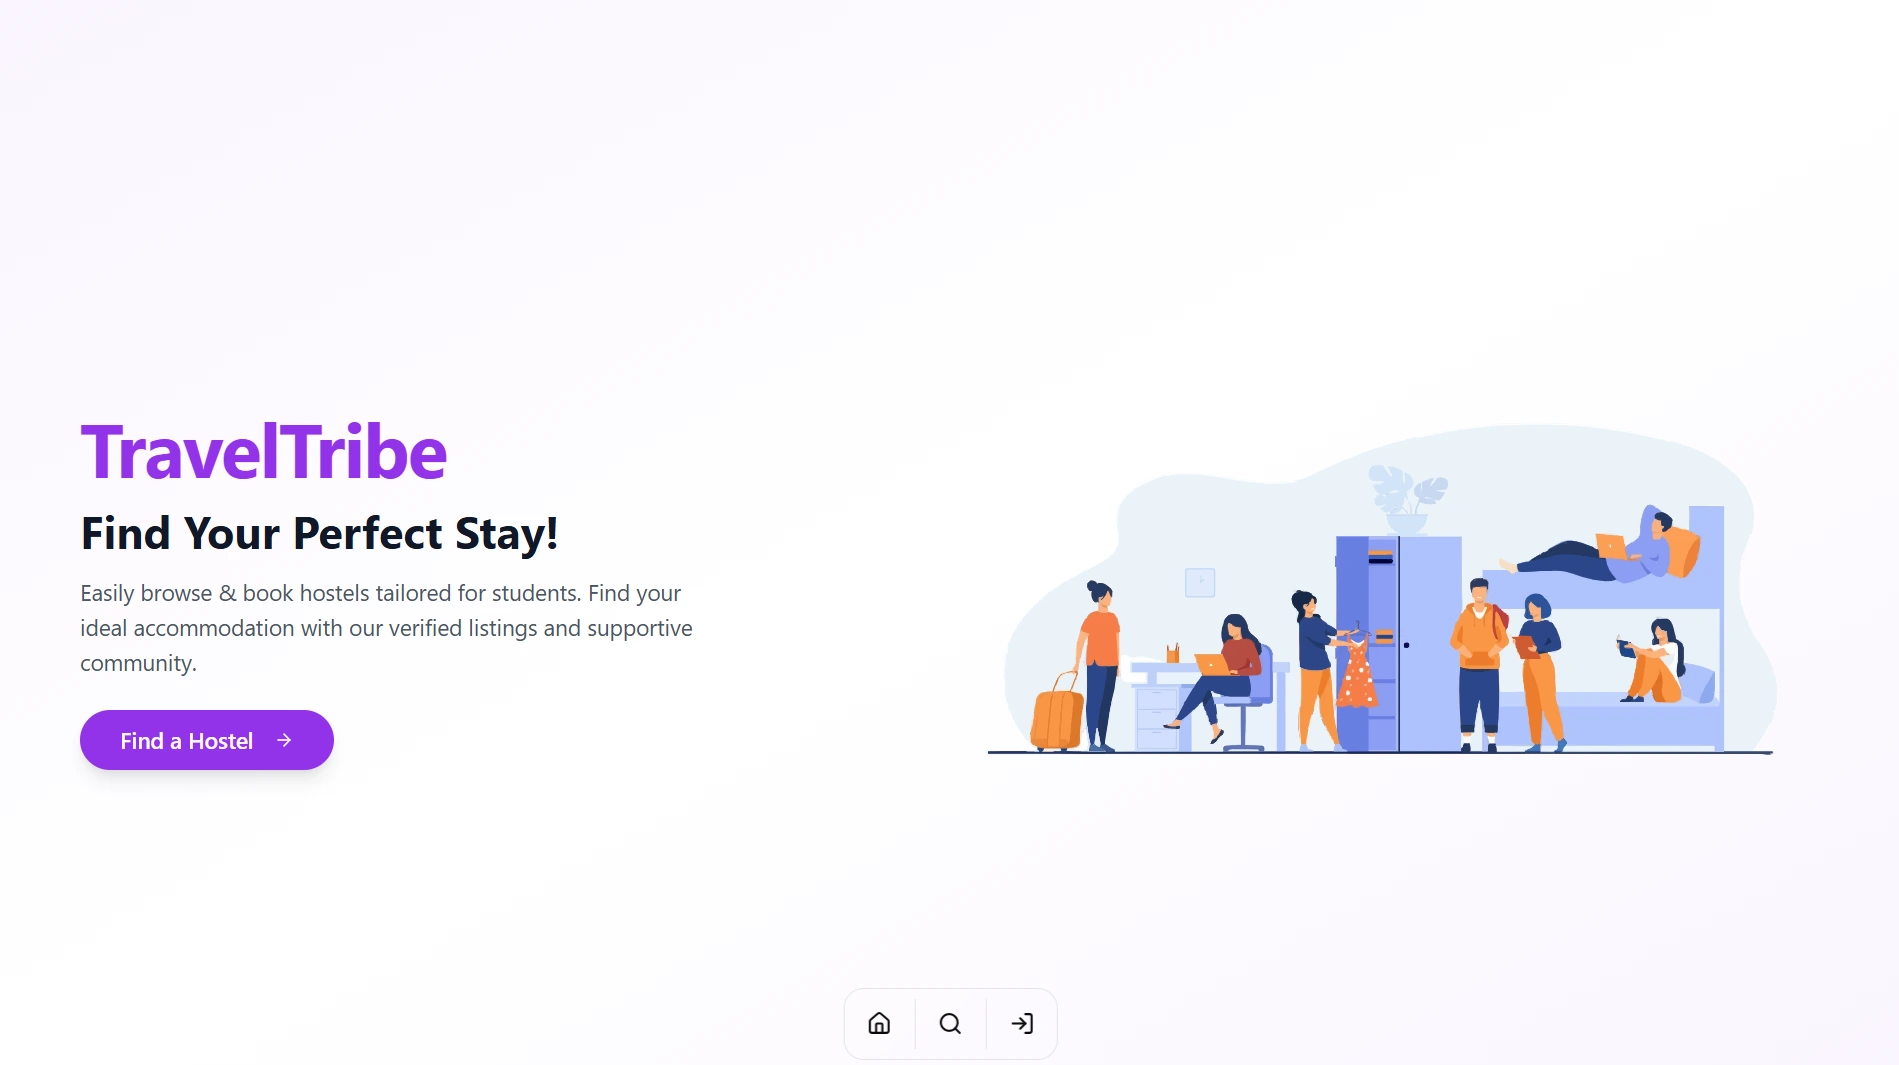 TravelTribe
Find Your Perfect Stay!
Easily browse & book hostels tailored for students. Find your
ideal accommodation with our verified listings and supportive
community.
Find a Hostel